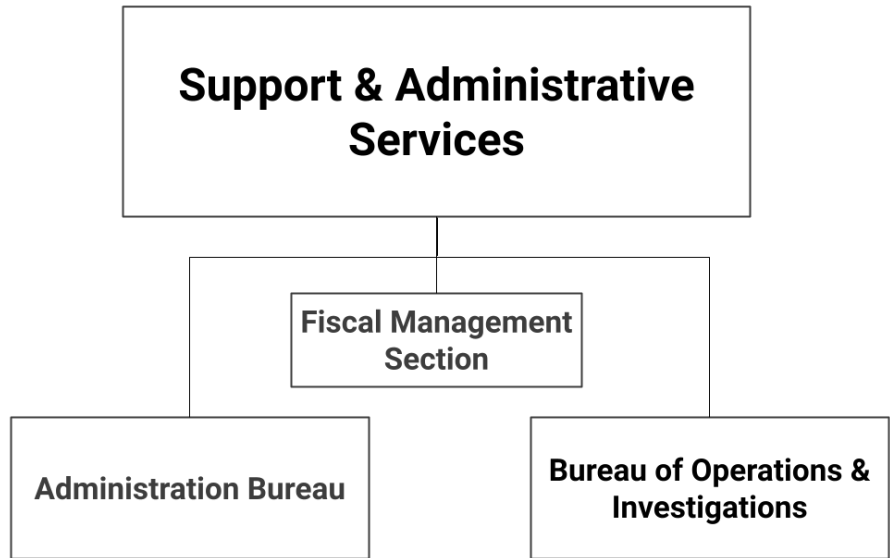 Support & Administrative
Services
Fiscal Management
Section
Administration Bureau
Bureau of Operations &
Investigations